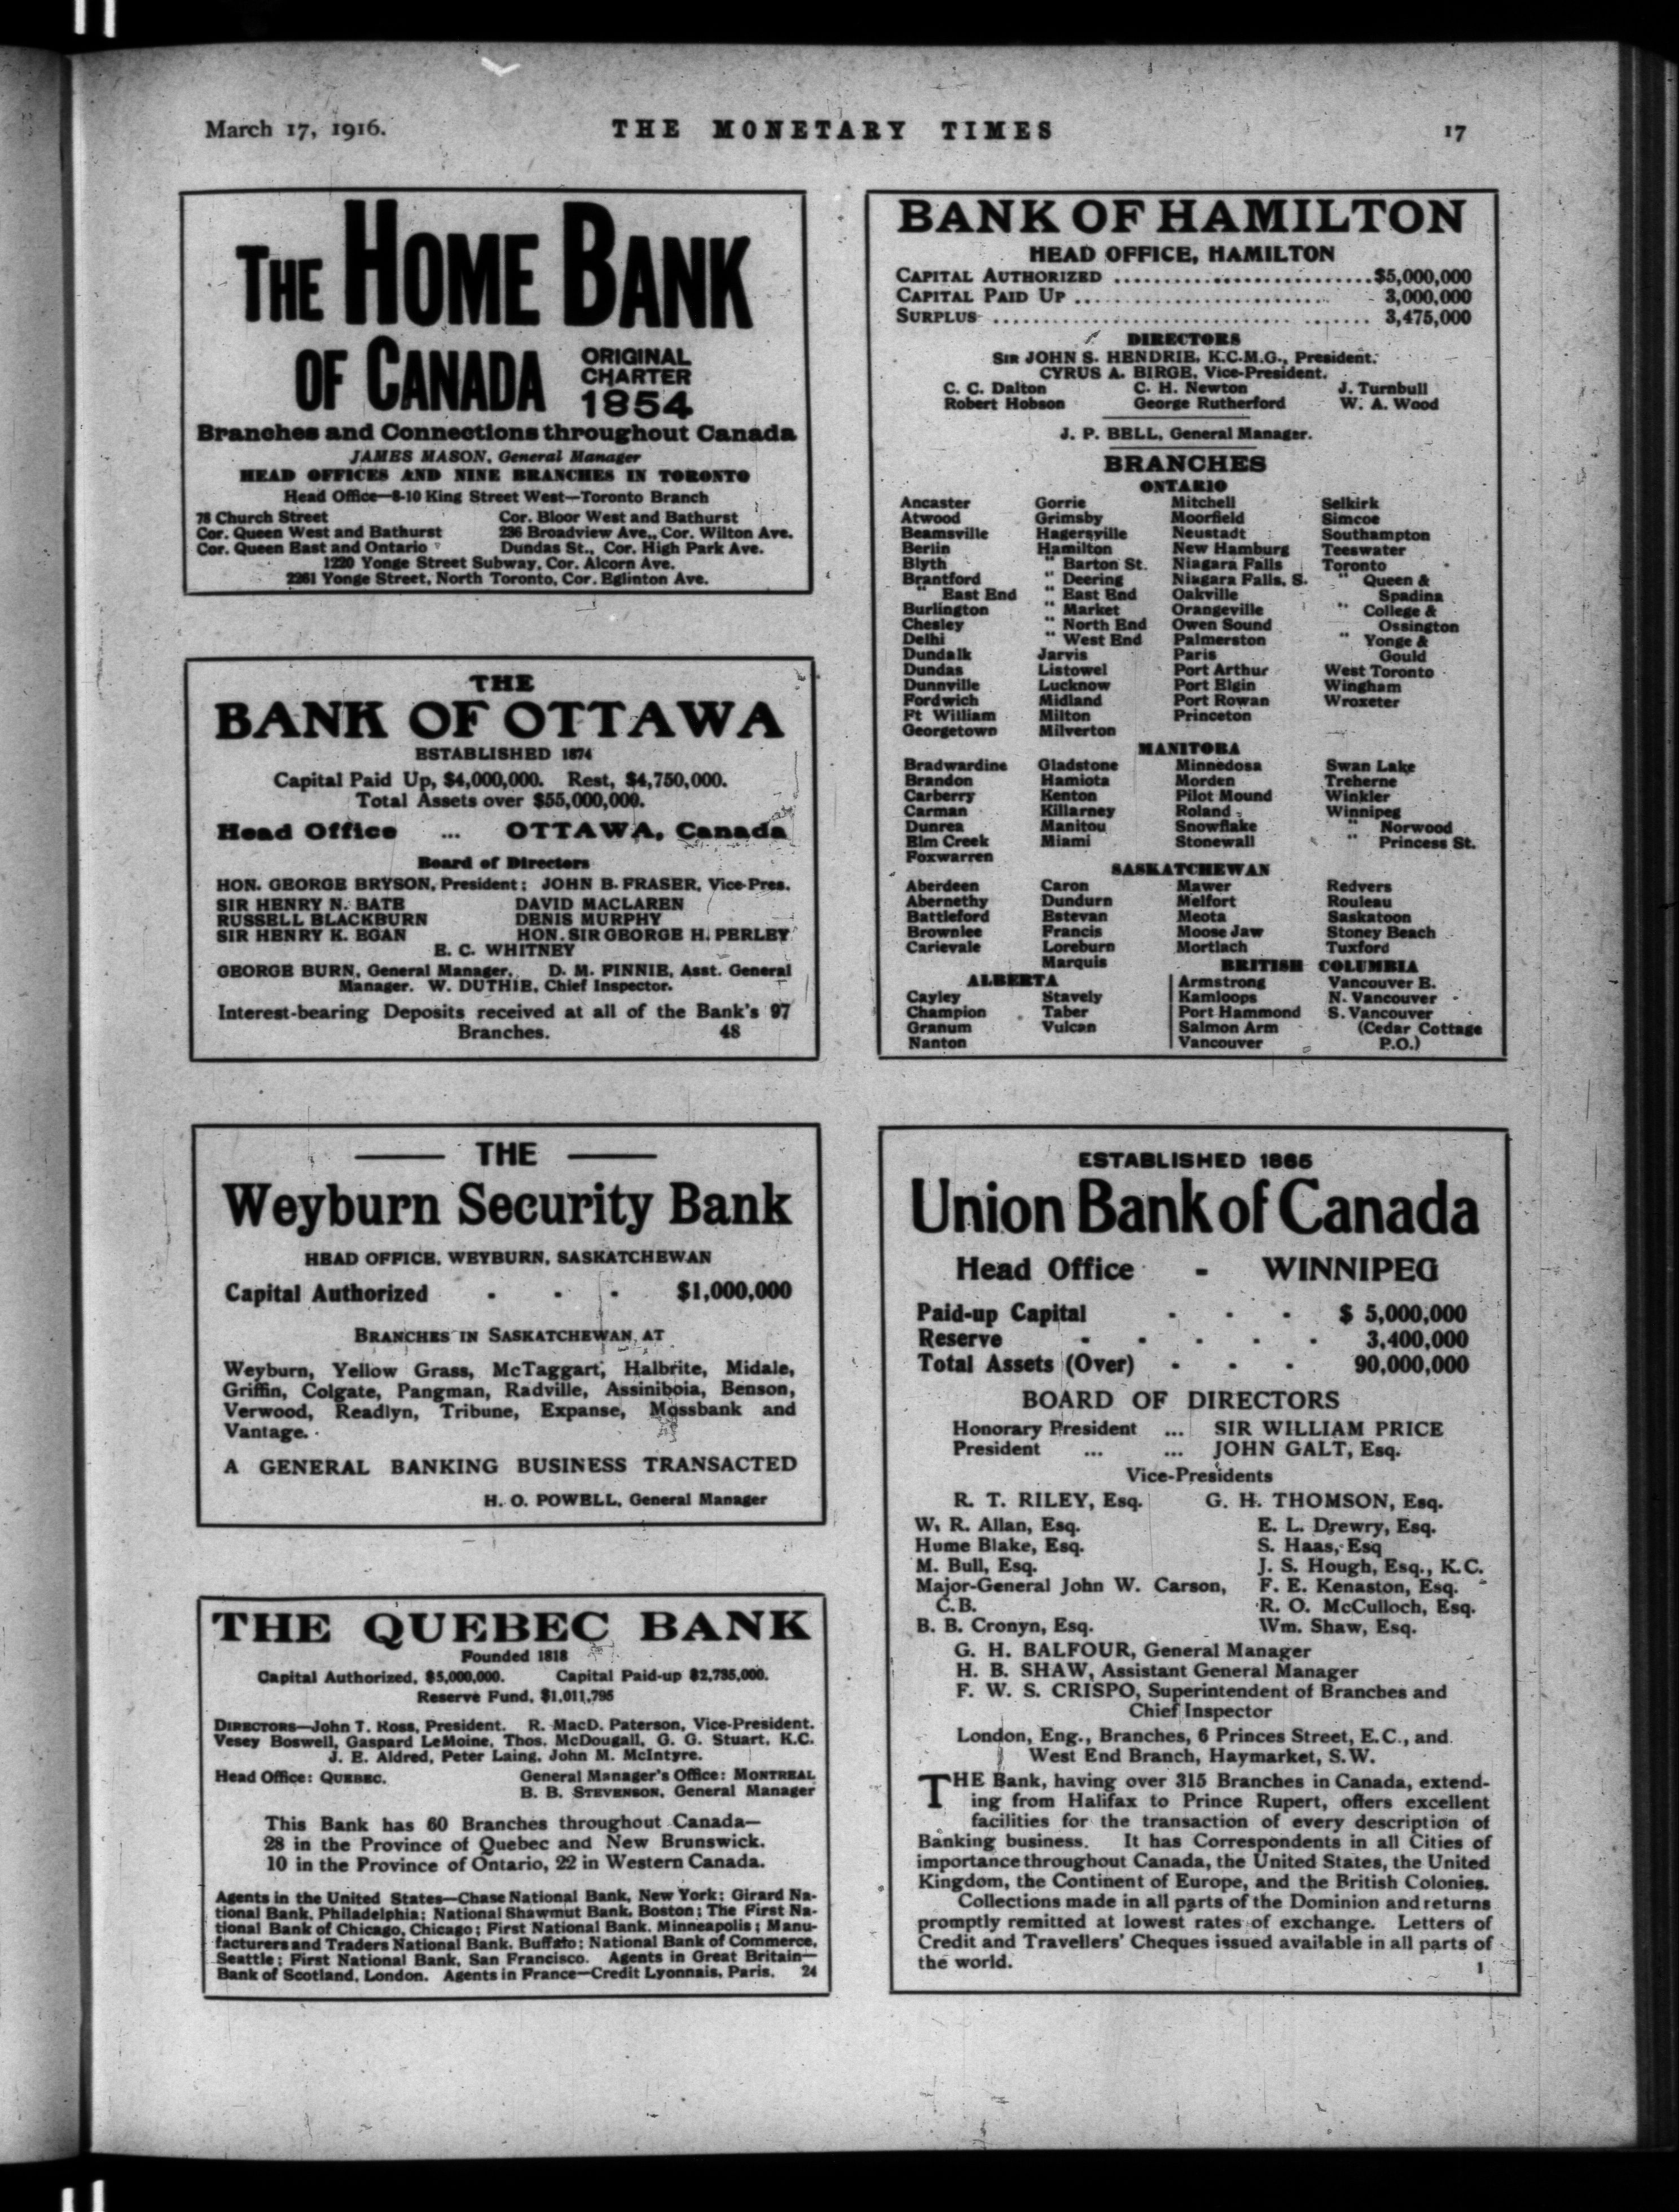 March 17, 1916.
THE MONETARY TIMES
17
THE HOME BANK
OF CANADA
ORIGINAL
CHARTER
1854
Branches and Connections throughout Canada
JAMES MASON, General Manager
HEAD OFFICES AND NINE BRANCHES IN TORONTO
Head Office—8-10 King Street West—Toronto Branch
78 Church Street Cor. Bloor West and Bathurst
Cor. Queen West and Bathurst 236 Broadview Ave., Cor. Wilton Ave.
Cor. Queen East and Ontario Dundas St., Cor. High Park Ave.
1220 Yonge Street Subway, Cor. Alcorn Ave.
2261 Yonge Street, North Toronto, Cor. Eglinton Ave.
THE
BANK OF OTTAWA
ESTABLISHED 1874
Capital Paid Up, $4,000,000. Rest, $4,750,000.
Total Assets over $55,000,000.
Head Office ... OTTAWA, Canada
Board of Directors
HON. GEORGE BRYSON, President; JOHN B. FRASER, Vice-Pres.
SIR HENRY N. BATE DAVID MACLAREN
RUSSELL BLACKBURN DENIS MURPHY
SIR HENRY K. EGAN HON. SIR GEORGE H. PERLEY
E. C. WHITNEY
GEORGE BURN, General Manager. D. M. FINNIE, Asst. General
Manager. W. DUTHIE, Chief Inspector.
Interest-bearing Deposits received at all of the Bank's 97
Branches. 48
THE
Weyburn Security Bank
HEAD OFFICE, WEYBURN, SASKATCHEWAN
Capital Authorized - - - $1,000,000
BRANCHES IN SASKATCHEWAN AT
Weyburn, Yellow Grass, McTaggart, Halbrite, Midale,
Griffin, Colgate, Pangman, Radville, Assiniboia, Benson,
Verwood, Readlyn, Tribune, Expanse, Mossbank and
Vantage.
A GENERAL BANKING BUSINESS TRANSACTED
H. O. POWELL, General Manager
THE QUEBEC BANK
Founded 1818
Capital Authorized, $5,000,000. Capital Paid-up $2,735,000.
Reserve Fund, $1,011,795
DIRECTORS—John T. Ross, President. R. MacD. Paterson, Vice-President.
Vesey Boswell, Gaspard LeMoine, Thos. McDougall, G. G. Stuart, K.C.
J. E. Aldred, Peter Laing, John M. McIntyre.
Head Office: QUEBEC. General Manager's Office: MONTREAL
B. B. STEVENSON, General Manager
This Bank has 60 Branches throughout Canada—
28 in the Province of Quebec and New Brunswick.
10 in the Province of Ontario, 22 in Western Canada.
Agents in the United States—Chase National Bank, New York; Girard Na-
tional Bank, Philadelphia; National Shawmut Bank, Boston; The First Na-
tional Bank of Chicago, Chicago; First National Bank, Minneapolis; Manu-
facturers and Traders National Bank, Buffalo; National Bank of Commerce,
Seattle; First National Bank, San Francisco. Agents in Great Britain—
Bank of Scotland, London. Agents in France—Credit Lyonnais, Paris. 24
BANK OF HAMILTON
HEAD OFFICE, HAMILTON
CAPITAL AUTHORIZED ............................ $5,000,000
CAPITAL PAID UP ............................ 3,000,000
SURPLUS ............................ 3,475,000
DIRECTORS
SIR JOHN S. HENDRIE, K.C.M.G., President.
CYRUS A. BIRGE, Vice-President.
C. C. Dalton C. H. Newton J. Turnbull
Robert Hobson George Rutherford W. A. Wood
J. P. BELL, General Manager.
BRANCHES
ONTARIO
Ancaster Gorrie Mitchell Selkirk
Atwood Grimsby Moorfield Simcoe
Beamsville Hagersville Neustadt Southampton
Berlin Hamilton New Hamburg Teeswater
Blyth " Barton St. Niagara Falls Toronto
Brantford " Deering Niagara Falls, S. " Queen &
" East End " East End Oakville Spadina
Burlington " Market Orangeville " College &
Chesley " North End Owen Sound Ossington
Delhi " West End Palmerston " Yonge &
Dundalk Jarvis Paris Gould
Dundas Listowel Port Arthur West Toronto
Dunnville Lucknow Port Elgin Wingham
Fordwich Midland Port Rowan Wroxeter
Ft William Milton Princeton
Georgetown Milverton
MANITOBA
Bradwardine Gladstone Minnedosa Swan Lake
Brandon Hamiota Morden Treherne
Carberry Kenton Pilot Mound Winkler
Carman Killarney Roland Winnipeg
Dunrea Manitou Snowflake " Norwood
Elm Creek Miami Stonewall " Princess St.
Foxwarren
SASKATCHEWAN
Aberdeen Caron Mawer Redvers
Abernethy Dundurn Melfort Rouleau
Battleford Estevan Meota Saskatoon
Brownlee Francis Moose Jaw Stoney Beach
Carievale Loreburn Mortlach Tuxford
Marquis
ALBERTA
Cayley Stavely
Champion Taber
Granum Vulcan
Nanton
BRITISH COLUMBIA
Armstrong Vancouver E.
Kamloops N. Vancouver
Port Hammond S. Vancouver
Salmon Arm (Cedar Cottage
Vancouver P.O.)
ESTABLISHED 1865
Union Bank of Canada
Head Office - WINNIPEG
Paid-up Capital - - - $ 5,000,000
Reserve - - - - - 3,400,000
Total Assets (Over) - - - 90,000,000
BOARD OF DIRECTORS
Honorary President ... SIR WILLIAM PRICE
President ... ... JOHN GALT, Esq.
Vice-Presidents
R. T. RILEY, Esq. G. H. THOMSON, Esq.
W. R. Allan, Esq. E. L. Drewry, Esq.
Hume Blake, Esq. S. Haas, Esq
M. Bull, Esq. J. S. Hough, Esq., K.C.
Major-General John W. Carson, F. E. Kenaston, Esq.
C.B. R. O. McCulloch, Esq.
B. B. Cronyn, Esq. Wm. Shaw, Esq.
G. H. BALFOUR, General Manager
H. B. SHAW, Assistant General Manager
F. W. S. CRISPO, Superintendent of Branches and
Chief Inspector
London, Eng., Branches, 6 Princes Street, E.C., and
West End Branch, Haymarket, S.W.
THE Bank, having over 315 Branches in Canada, extend-
ing from Halifax to Prince Rupert, offers excellent
facilities for the transaction of every description of
Banking business. It has Correspondents in all Cities of
importance throughout Canada, the United States, the United
Kingdom, the Continent of Europe, and the British Colonies.
Collections made in all parts of the Dominion and returns
promptly remitted at lowest rates of exchange. Letters of
Credit and Travellers' Cheques issued available in all parts of
the world. 1